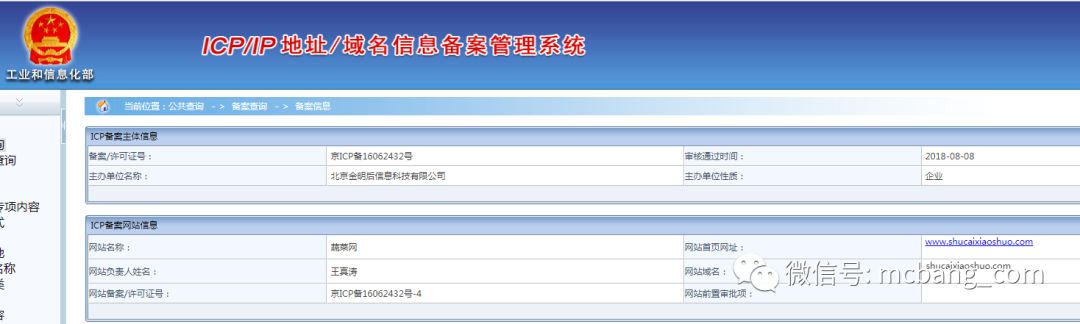 ICP/IP 地址/域名信息备案管理系统
工业和信息化部
当前位置：公共查询 -> 备案查询 -> 备案信息
ICP备案主体信息
备案/许可证号： 京ICP备16062432号 审核通过时间： 2018-08-08
主办单位名称： 北京金明后信息科技有限公司 主办单位性质： 企业
ICP备案网站信息
网站名称： 蔬菜网 网站首页网址： www.shucaixiaoshuo.com
网站负责人姓名： 王真涛 网站域名： shucaixiaoshuo.com
网站备案/许可证号： 京ICP备16062432号-4 网站前置审批项：
微信号: mcbang_com
查询
专项内容
式
名称
类
容